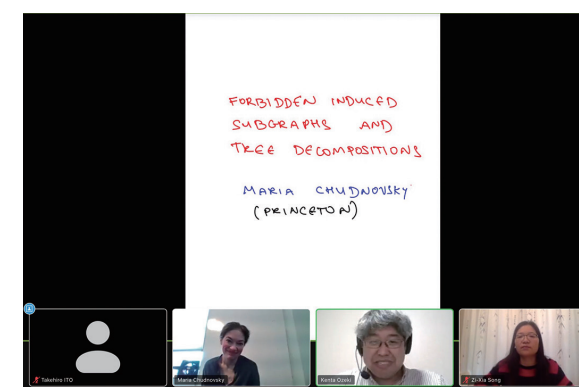 FORBIDDEN INDUCED
SUBGRAPHS AND
TREE DECOMPOSITIONS
MARIA CHUDNOVSKY
(PRINCETON)
Takehiro ITO
Maria Chudnovsky
Kenta Ozeki
Zi-Xia Song